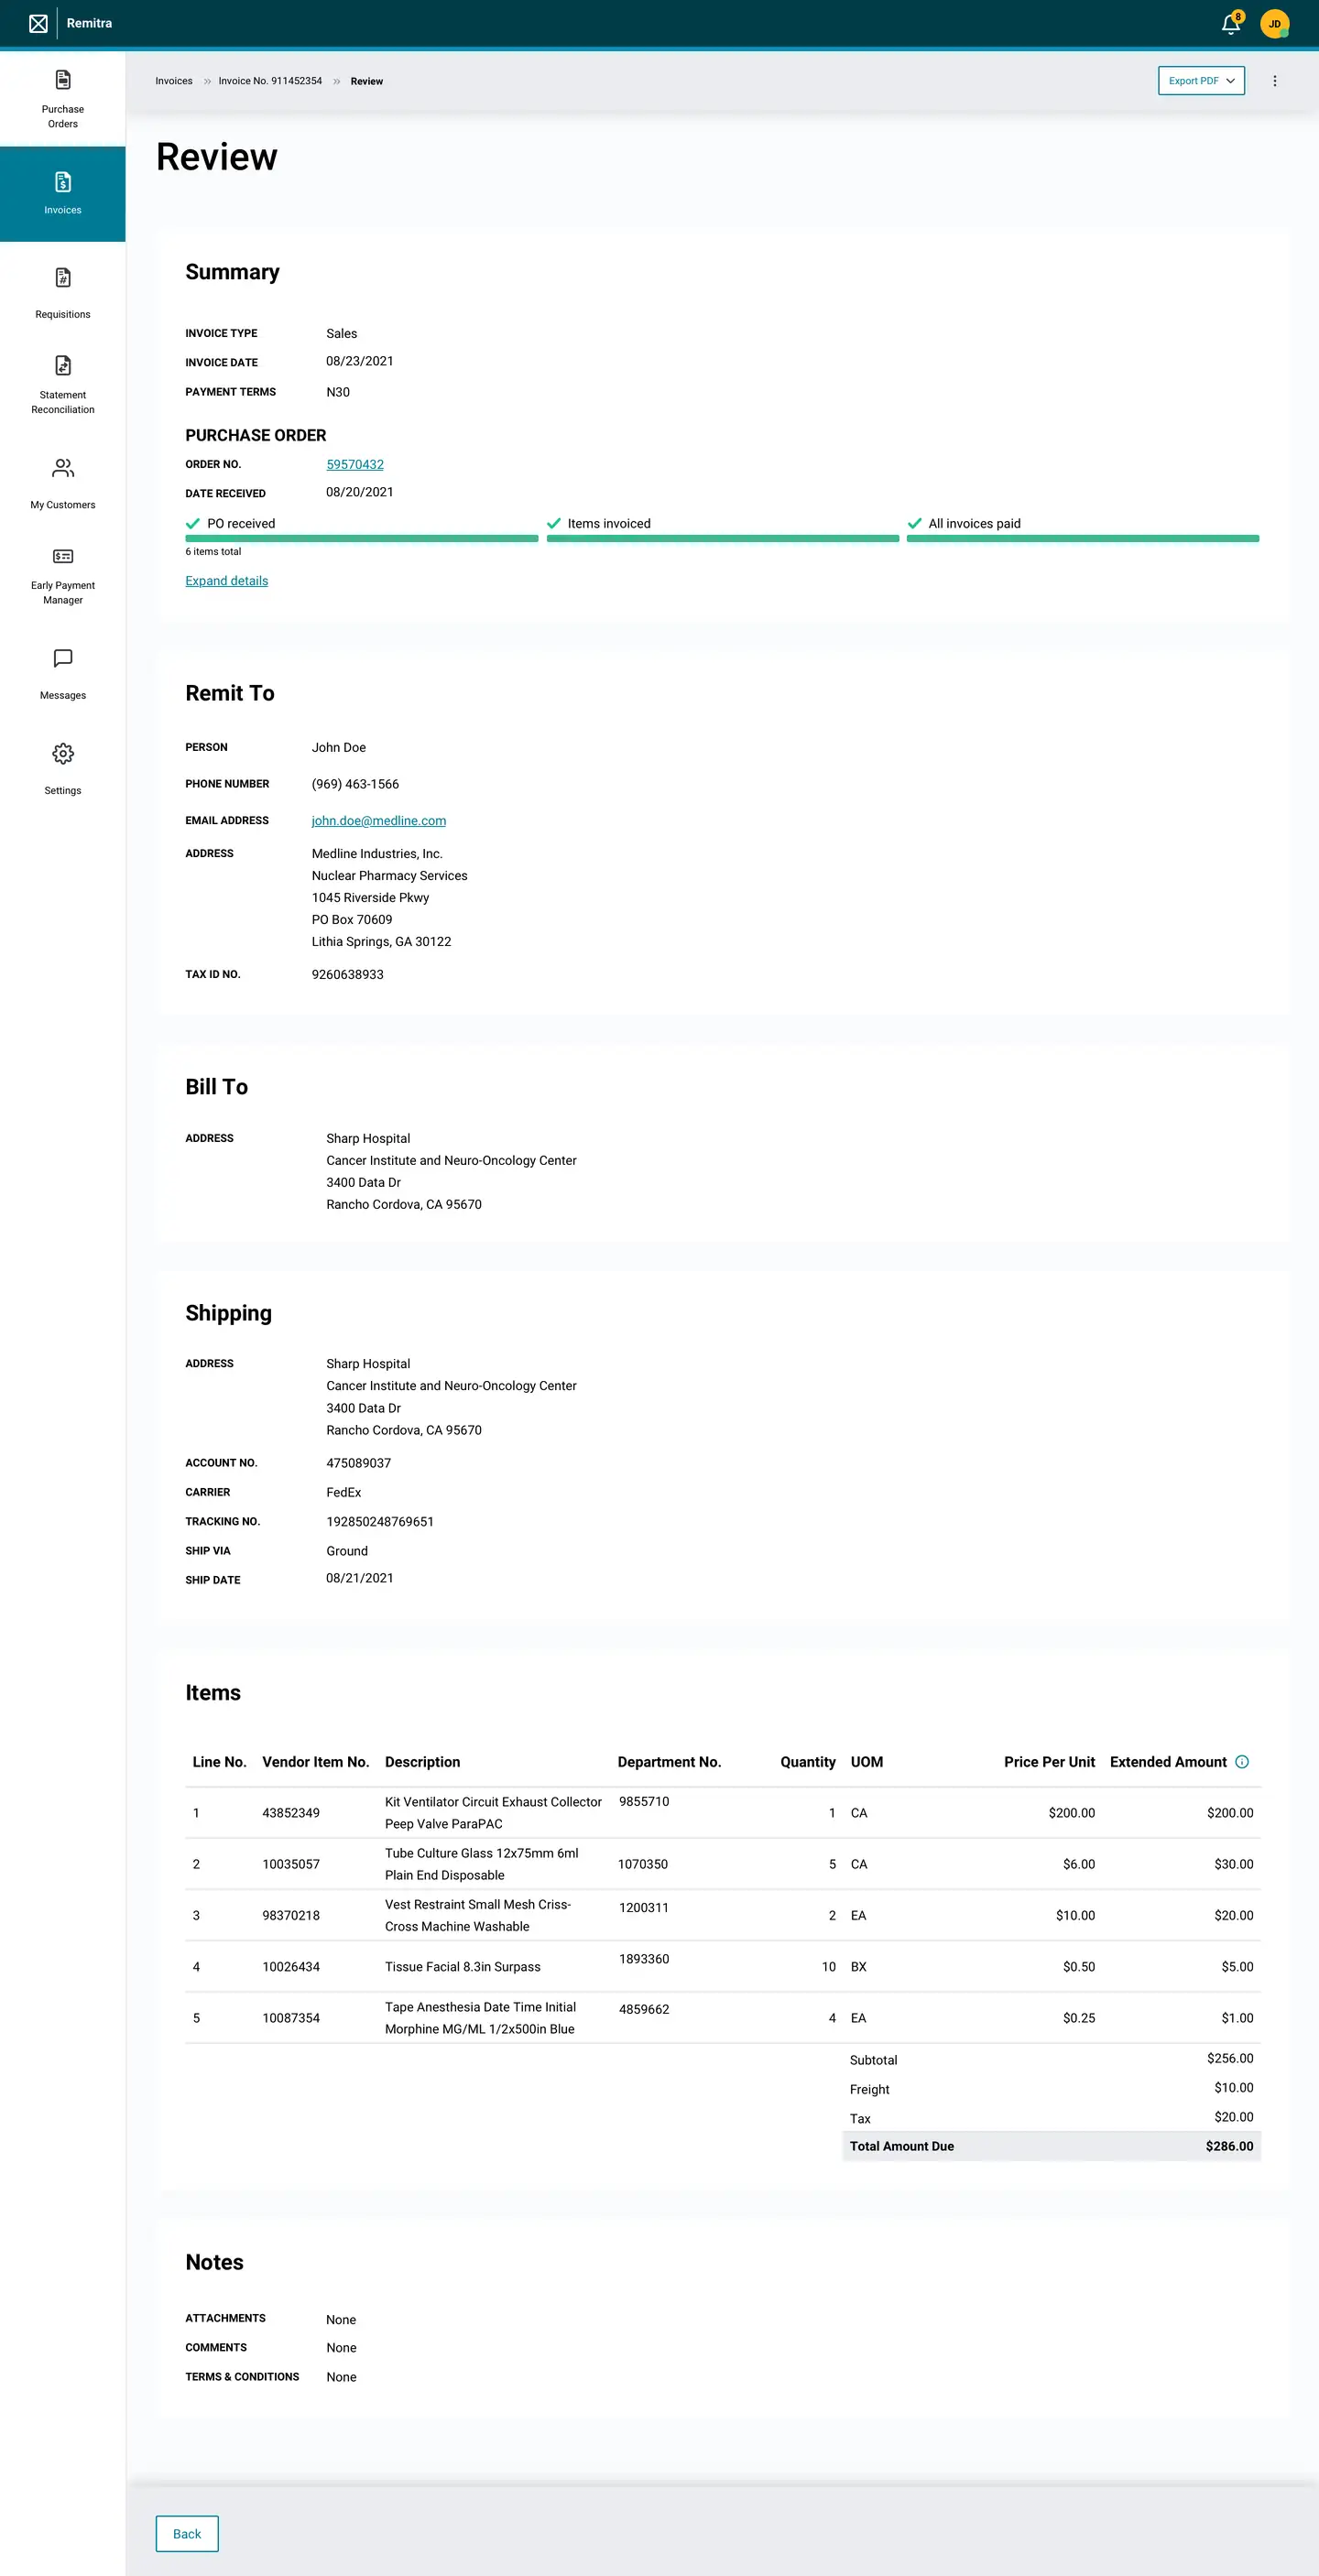 Remitra
8
JD
Purchase
Orders
Invoices
Requisitions
Statement
Reconciliation
My Customers
Early Payment
Manager
Messages
Settings
Invoices » Invoice No. 911452354 » Review
Export PDF
Review
Summary
INVOICE TYPE Sales
INVOICE DATE 08/23/2021
PAYMENT TERMS N30
PURCHASE ORDER
ORDER NO. 59570432
DATE RECEIVED 08/20/2021
PO received Items invoiced All invoices paid
6 items total
Expand details
Remit To
PERSON John Doe
PHONE NUMBER (969) 463-1566
EMAIL ADDRESS john.doe@medline.com
ADDRESS Medline Industries, Inc.
Nuclear Pharmacy Services
1045 Riverside Pkwy
PO Box 70609
Lithia Springs, GA 30122
TAX ID NO. 9260638933
Bill To
ADDRESS Sharp Hospital
Cancer Institute and Neuro-Oncology Center
3400 Data Dr
Rancho Cordova, CA 95670
Shipping
ADDRESS Sharp Hospital
Cancer Institute and Neuro-Oncology Center
3400 Data Dr
Rancho Cordova, CA 95670
ACCOUNT NO. 475089037
CARRIER FedEx
TRACKING NO. 192850248769651
SHIP VIA Ground
SHIP DATE 08/21/2021
Items
Line No. Vendor Item No. Description Department No. Quantity UOM Price Per Unit Extended Amount
1 43852349 Kit Ventilator Circuit Exhaust Collector 9855710 1 CA $200.00 $200.00
Peep Valve ParaPAC
2 10035057 Tube Culture Glass 12x75mm 6ml 1070350 5 CA $6.00 $30.00
Plain End Disposable
3 98370218 Vest Restraint Small Mesh Criss- 1200311 2 EA $10.00 $20.00
Cross Machine Washable
4 10026434 Tissue Facial 8.3in Surpass 1893360 10 BX $0.50 $5.00
5 10087354 Tape Anesthesia Date Time Initial 4859662 4 EA $0.25 $1.00
Morphine MG/ML 1/2x500in Blue
Subtotal $256.00
Freight $10.00
Tax $20.00
Total Amount Due $286.00
Notes
ATTACHMENTS None
COMMENTS None
TERMS & CONDITIONS None
Back